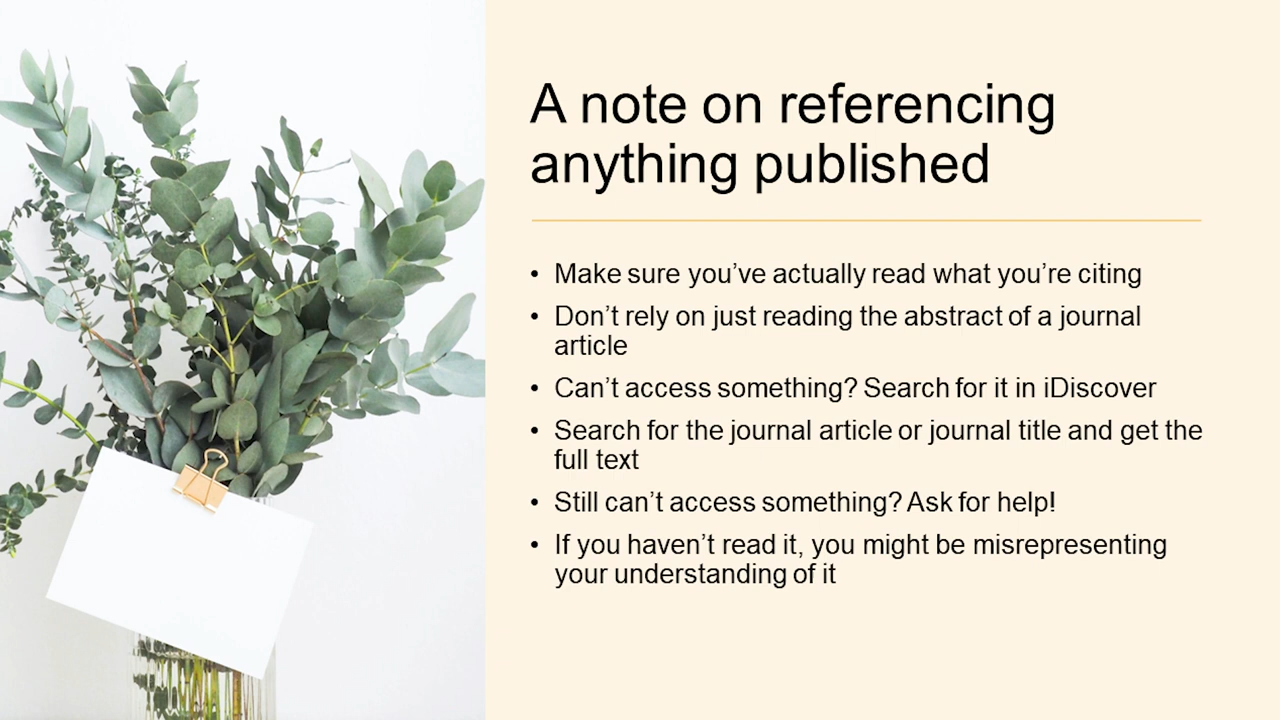 A note on referencing
anything published
• Make sure you’ve actually read what you’re citing
• Don’t rely on just reading the abstract of a journal
article
• Can’t access something? Search for it in iDiscover
• Search for the journal article or journal title and get the
full text
• Still can’t access something? Ask for help!
• If you haven’t read it, you might be misrepresenting
your understanding of it